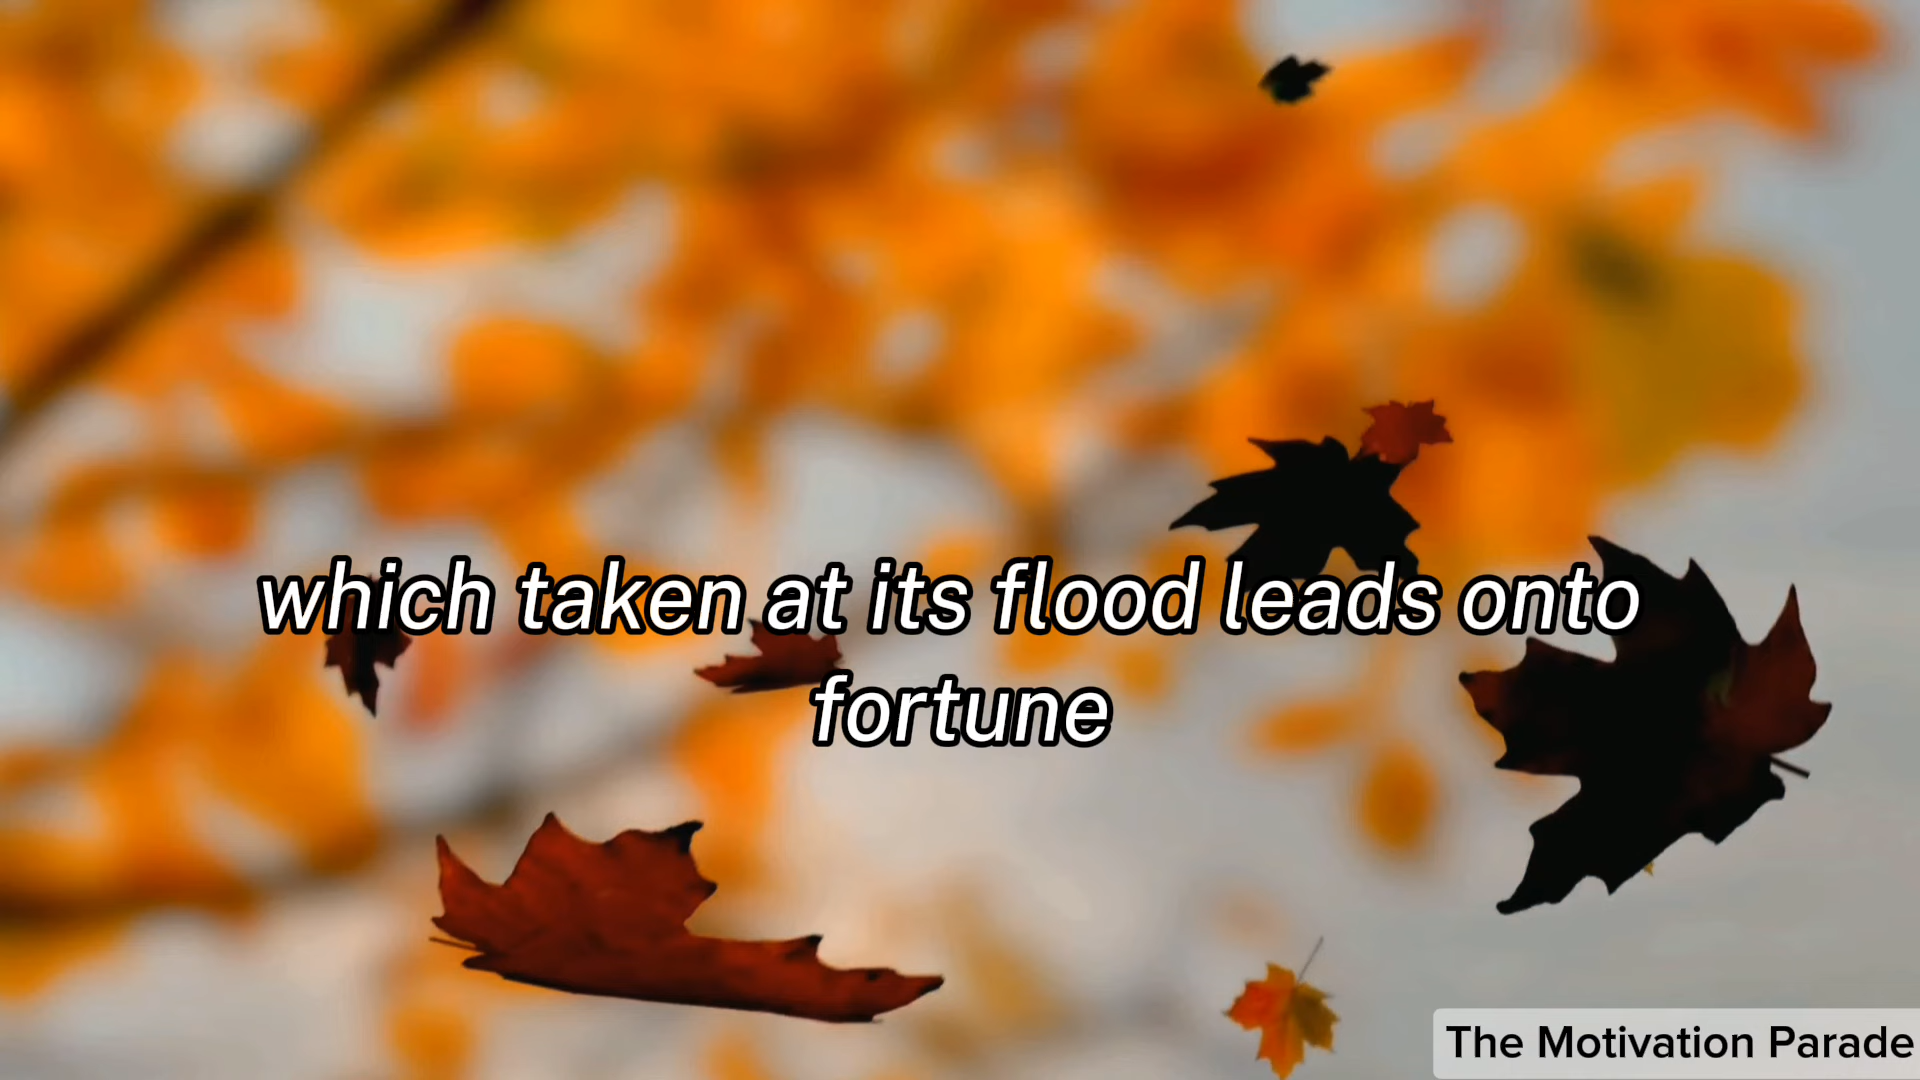 which taken at its flood leads onto
fortune
The Motivation Parade